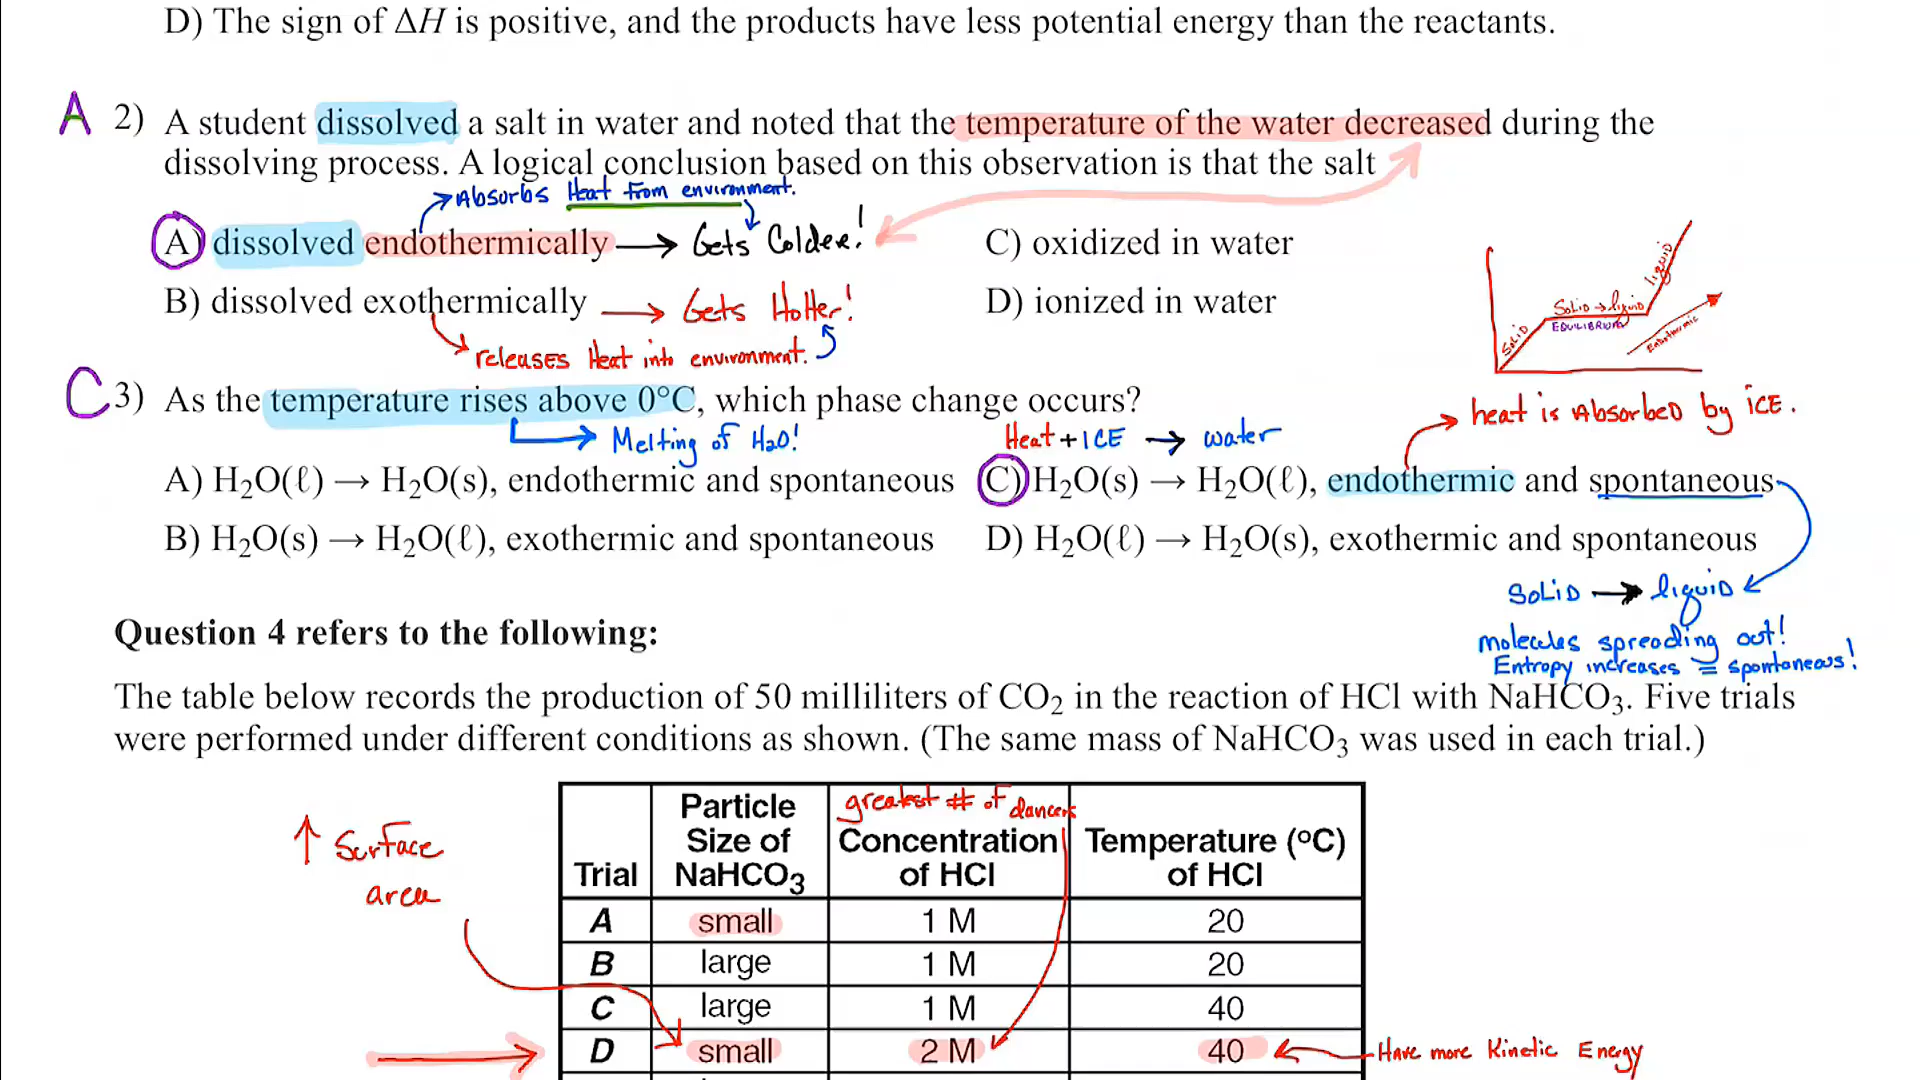 D) The sign of ΔH is positive, and the products have less potential energy than the reactants.
A 2) A student dissolved a salt in water and noted that the temperature of the water decreased during the
dissolving process. A logical conclusion based on this observation is that the salt
Absorbs Heat from environment.
A) dissolved endothermically → Gets Colder!
C) oxidized in water
B) dissolved exothermically → Gets Hotter!
D) ionized in water
releases Heat into environment.
Solid
Solid → liquid
EQUILIBRIUM
liquid
Endothermic
C 3) As the temperature rises above 0°C, which phase change occurs?
heat is Absorbed by ice.
Melting of H₂O!
Heat + ICE → water
A) H₂O(ℓ) → H₂O(s), endothermic and spontaneous
C) H₂O(s) → H₂O(ℓ), endothermic and spontaneous
B) H₂O(s) → H₂O(ℓ), exothermic and spontaneous
D) H₂O(ℓ) → H₂O(s), exothermic and spontaneous
Solid → liquid
molecules spreading out!
Entropy increases = spontaneous!
Question 4 refers to the following:
The table below records the production of 50 milliliters of CO₂ in the reaction of HCl with NaHCO₃. Five trials
were performed under different conditions as shown. (The same mass of NaHCO₃ was used in each trial.)
↑ Surface
area
greatest # of dancers
Trial
Particle
Size of
NaHCO₃
Concentration
of HCl
Temperature (°C)
of HCl
A small 1 M 20
B large 1 M 20
C large 1 M 40
D small 2 M 40
Have more Kinetic Energy